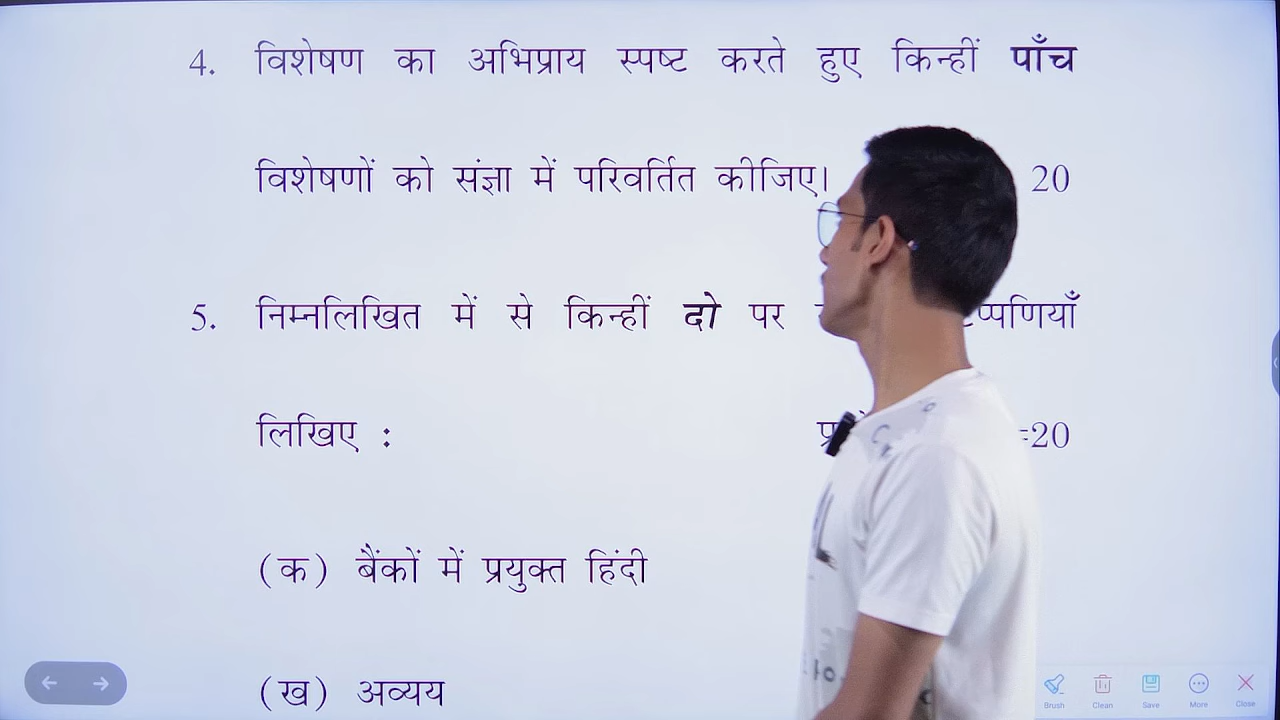 4. विशेषण का अभिप्राय स्पष्ट करते हुए किन्हीं पाँच
विशेषणों को संज्ञा में परिवर्तित कीजिए। 20
5. निम्नलिखित में से किन्हीं दो पर
लिखिए : =20
(क) बैंकों में प्रयुक्त हिंदी
(ख) अव्यय
Brush Clean Save More Close